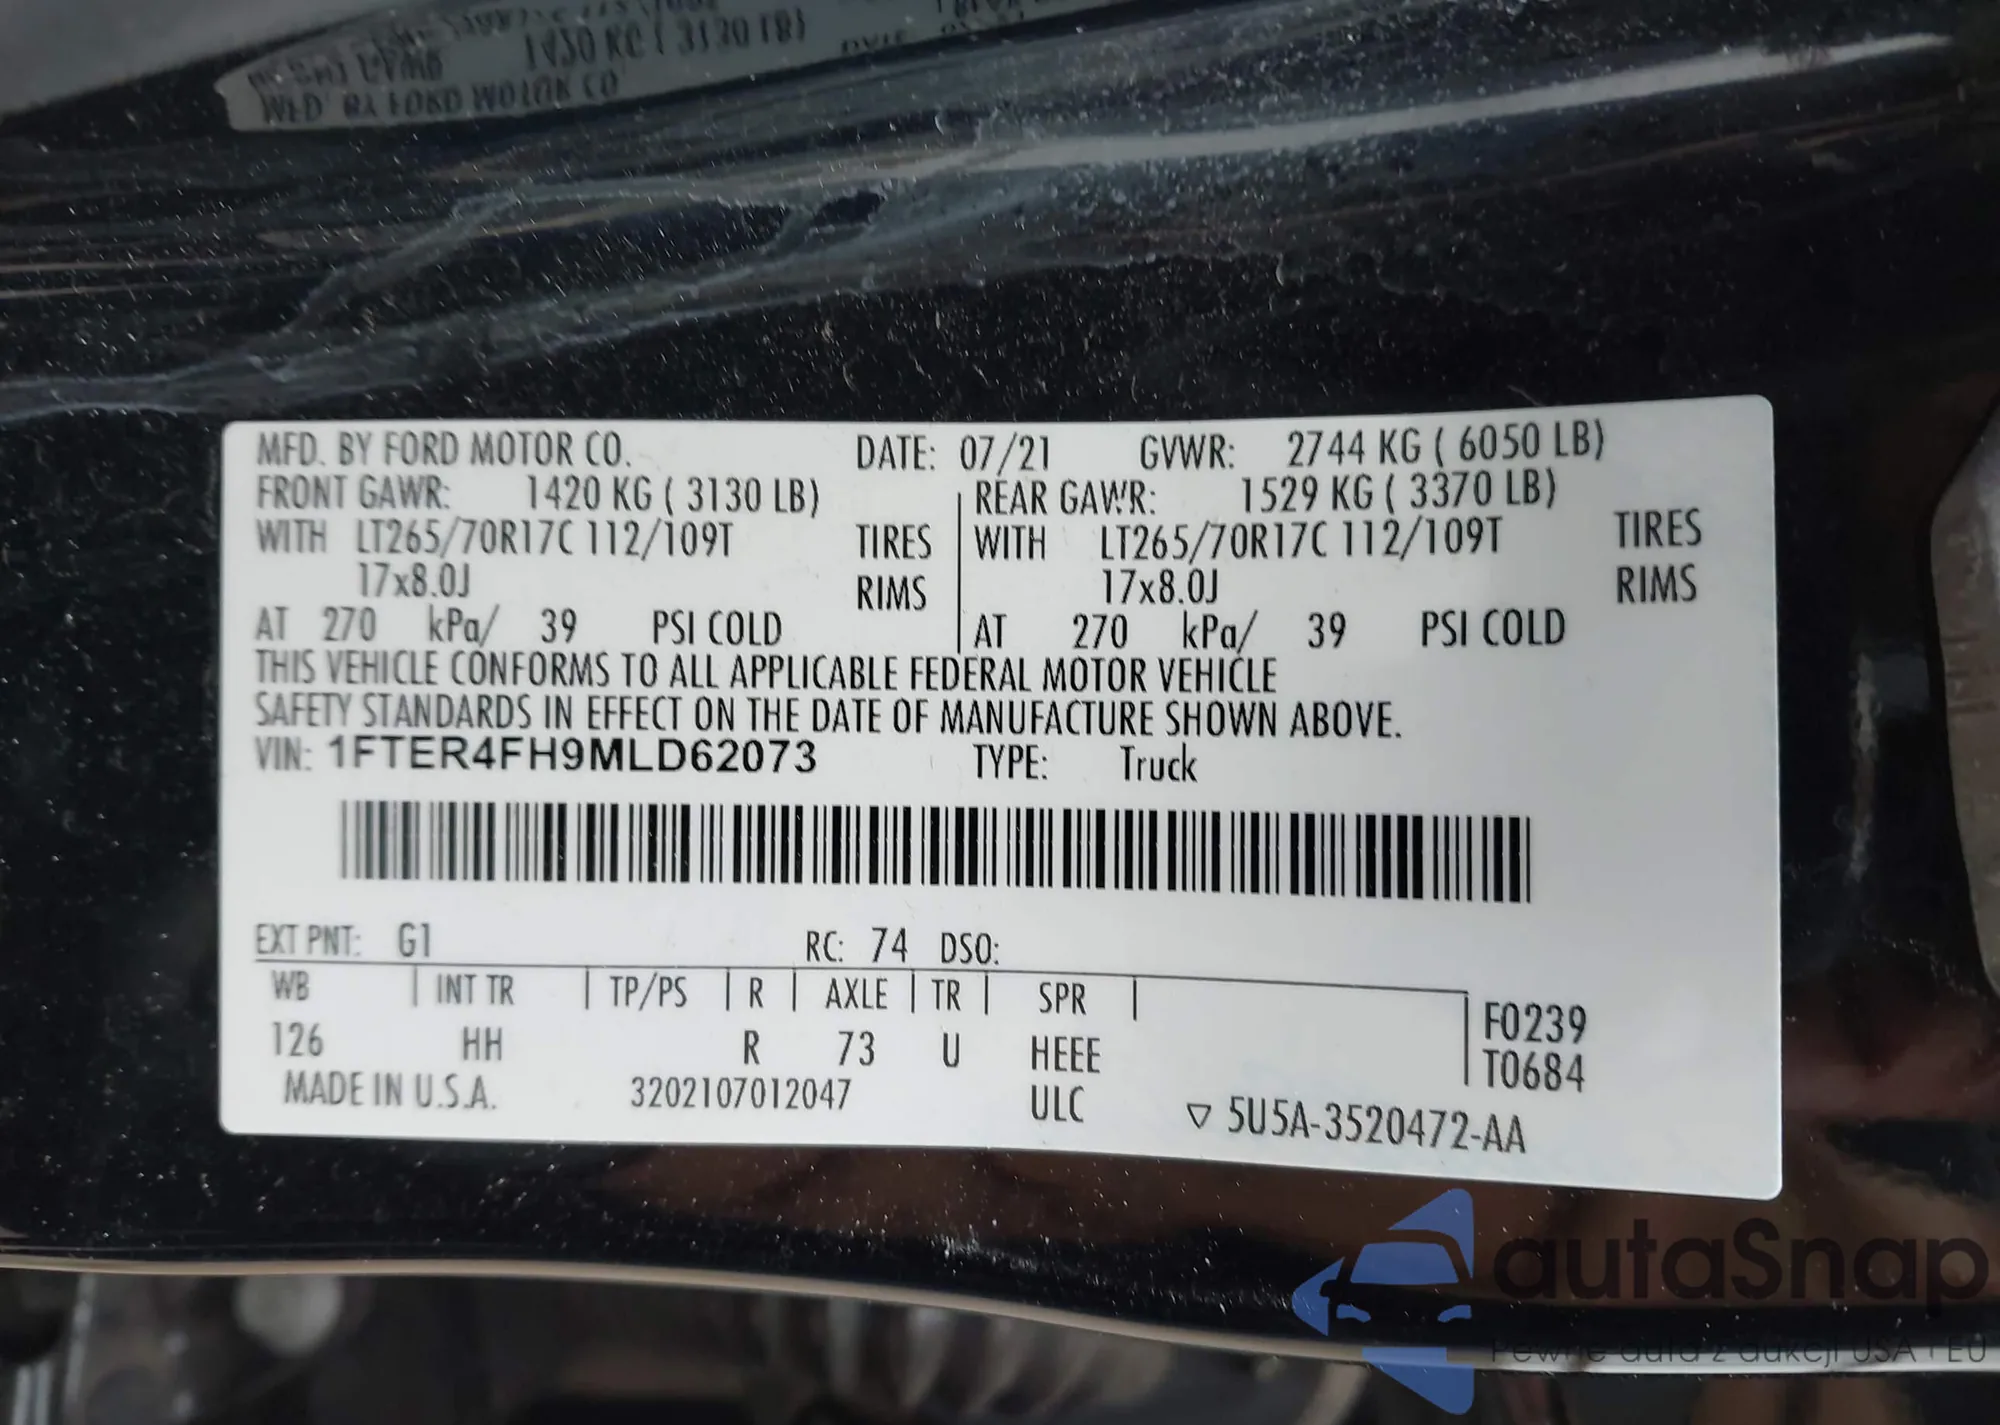 MFD. BY FORD MOTOR CO. DATE: 07/21 GVWR: 2744 KG ( 6050 LB)
FRONT GAWR: 1420 KG ( 3130 LB) REAR GAWR: 1529 KG ( 3370 LB)
WITH LT265/70R17C 112/109T TIRES WITH LT265/70R17C 112/109T TIRES
17x8.0J RIMS 17x8.0J RIMS
AT 270 kPa/ 39 PSI COLD AT 270 kPa/ 39 PSI COLD
THIS VEHICLE CONFORMS TO ALL APPLICABLE FEDERAL MOTOR VEHICLE
SAFETY STANDARDS IN EFFECT ON THE DATE OF MANUFACTURE SHOWN ABOVE.
VIN: 1FTER4FH9MLD62073 TYPE: Truck
EXT PNT: G1 RC: 74 DSO:
WB INT TR TP/PS R AXLE TR SPR F0239
126 HH R 73 U HEEE T0684
MADE IN U.S.A. 3202107012047 ULC ▽ 5U5A-3520472-AA
autaSnap
Pewne auta z aukcji USA i EU